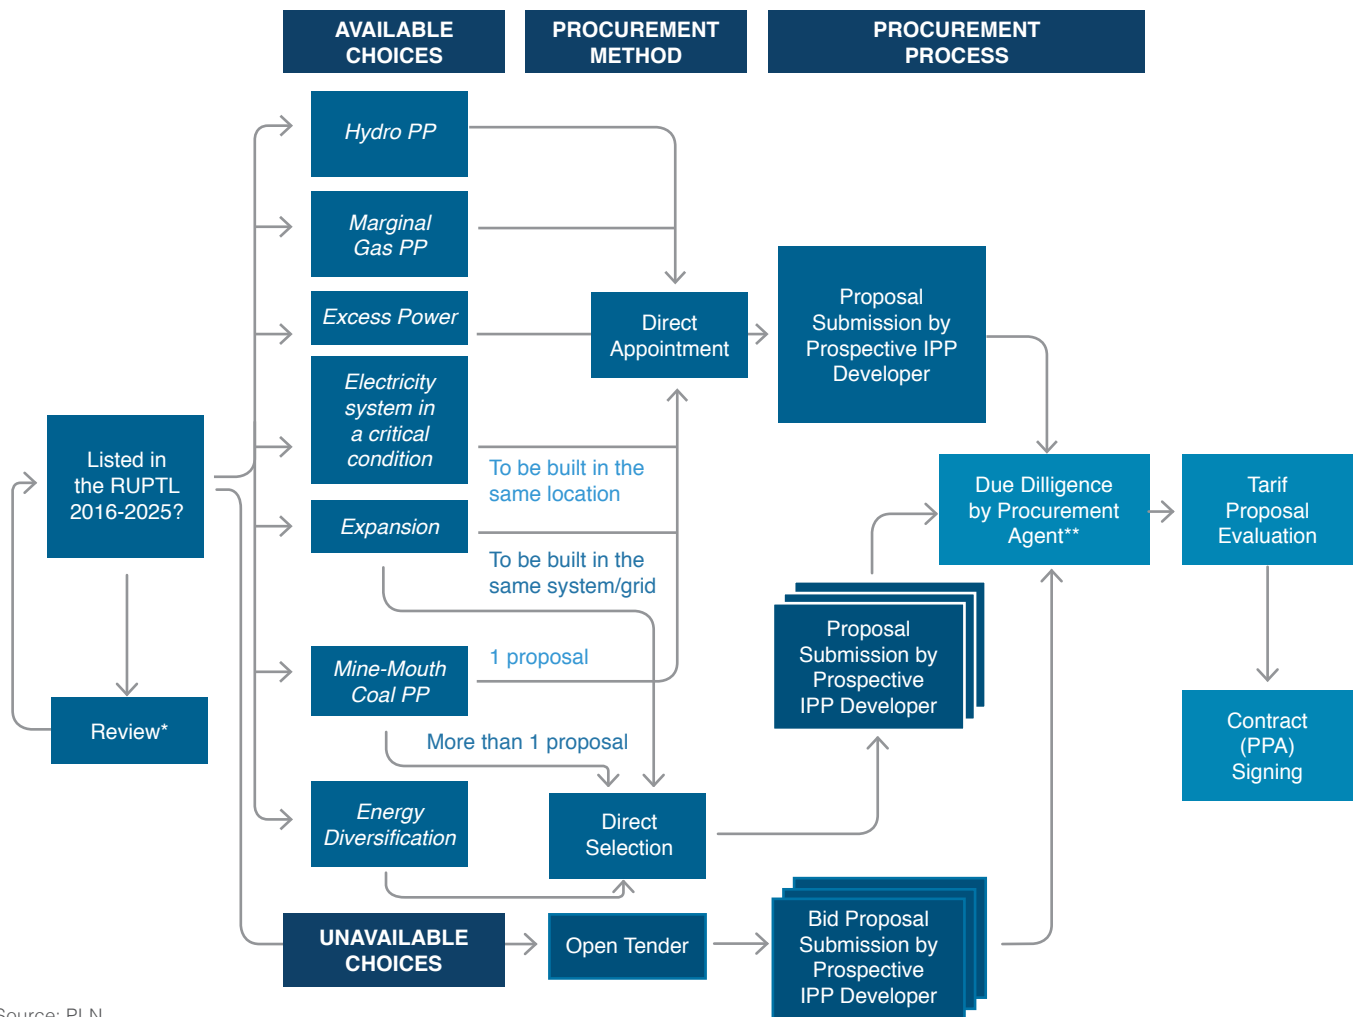 AVAILABLE
CHOICES
PROCUREMENT
METHOD
PROCUREMENT
PROCESS
Hydro PP
Marginal
Gas PP
Excess Power
Electricity
system in
a critical
condition
Expansion
Mine-Mouth
Coal PP
Energy
Diversification
UNAVAILABLE
CHOICES
Listed in
the RUPTL
2016-2025?
Review*
To be built in the
same location
To be built in the
same system/grid
1 proposal
More than 1 proposal
Direct
Appointment
Direct
Selection
Open Tender
Proposal
Submission by
Prospective IPP
Developer
Proposal
Submission by
Prospective
IPP Developer
Bid Proposal
Submission by
Prospective
IPP Developer
Due Dilligence
by Procurement
Agent**
Tarif
Proposal
Evaluation
Contract
(PPA)
Signing
Source: PLN